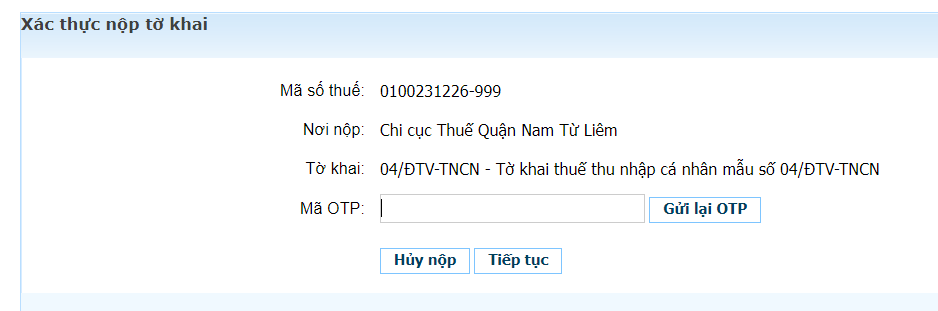 Xác thực nộp tờ khai
Mã số thuế: 0100231226-999
Nơi nộp: Chi cục Thuế Quận Nam Từ Liêm
Tờ khai: 04/ĐTV-TNCN - Tờ khai thuế thu nhập cá nhân mẫu số 04/ĐTV-TNCN
Mã OTP: Gửi lại OTP
Hủy nộp Tiếp tục